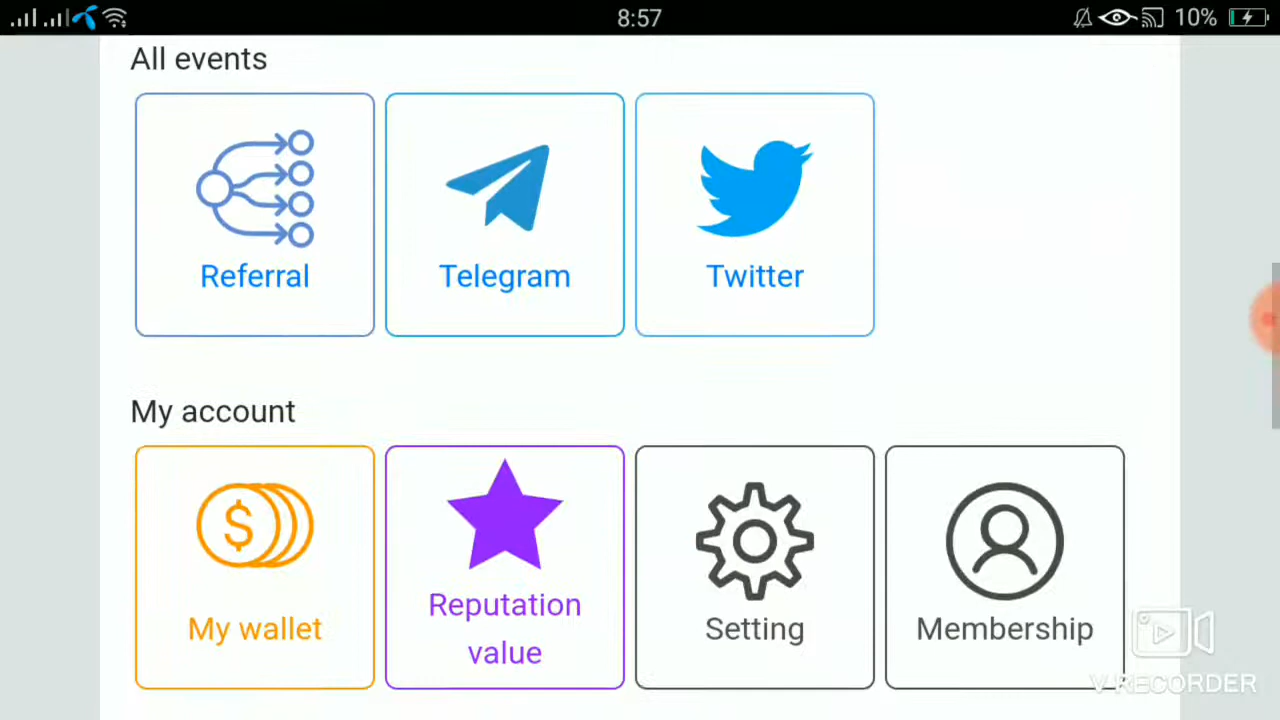 8:57
10%
All events
Referral
Telegram
Twitter
My account
My wallet
Reputation
value
Setting
Membership
V RECORDER